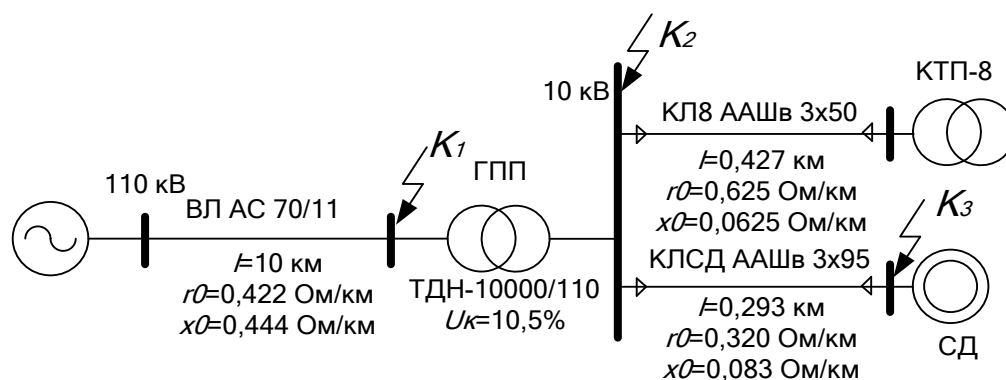 K1
K2
K3
110 кВ
ВЛ АС 70/11
l=10 км
r0=0,422 Ом/км
x0=0,444 Ом/км
ГПП
ТДН-10000/110
Uк=10,5%
10 кВ
КЛ8 ААШв 3х50
l=0,427 км
r0=0,625 Ом/км
x0=0,0625 Ом/км
КТП-8
КЛСД ААШв 3х95
l=0,293 км
r0=0,320 Ом/км
x0=0,083 Ом/км
СД